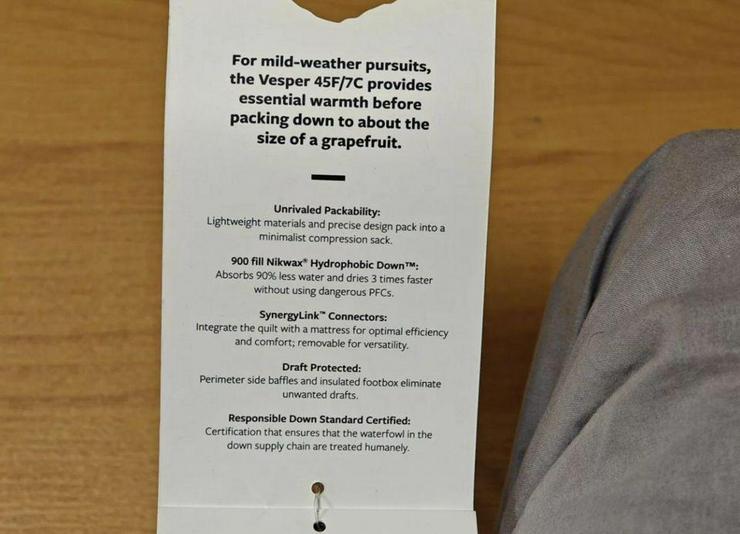 For mild-weather pursuits,
the Vesper 45F/7C provides
essential warmth before
packing down to about the
size of a grapefruit.
Unrivaled Packability:
Lightweight materials and precise design pack into a
minimalist compression sack.
900 fill Nikwax® Hydrophobic Down™:
Absorbs 90% less water and dries 3 times faster
without using dangerous PFCs.
SynergyLink™ Connectors:
Integrate the quilt with a mattress for optimal efficiency
and comfort; removable for versatility.
Draft Protected:
Perimeter side baffles and insulated footbox eliminate
unwanted drafts.
Responsible Down Standard Certified:
Certification that ensures that the waterfowl in the
down supply chain are treated humanely.